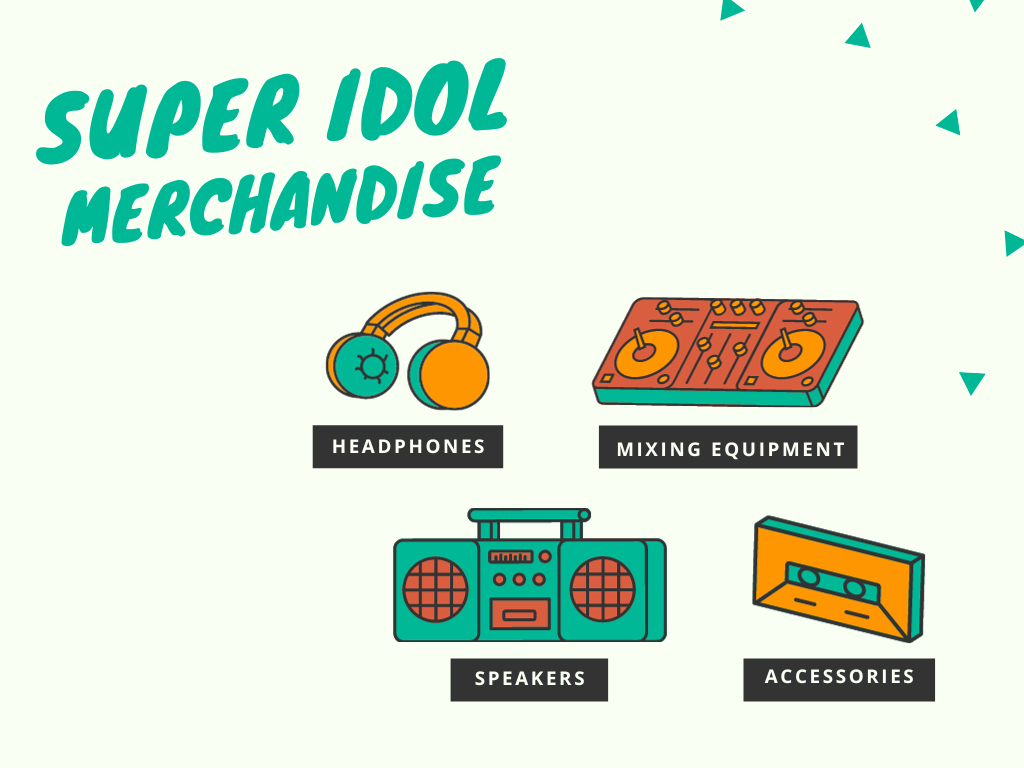 SUPER IDOL
MERCHANDISE
HEADPHONES
MIXING EQUIPMENT
SPEAKERS
ACCESSORIES